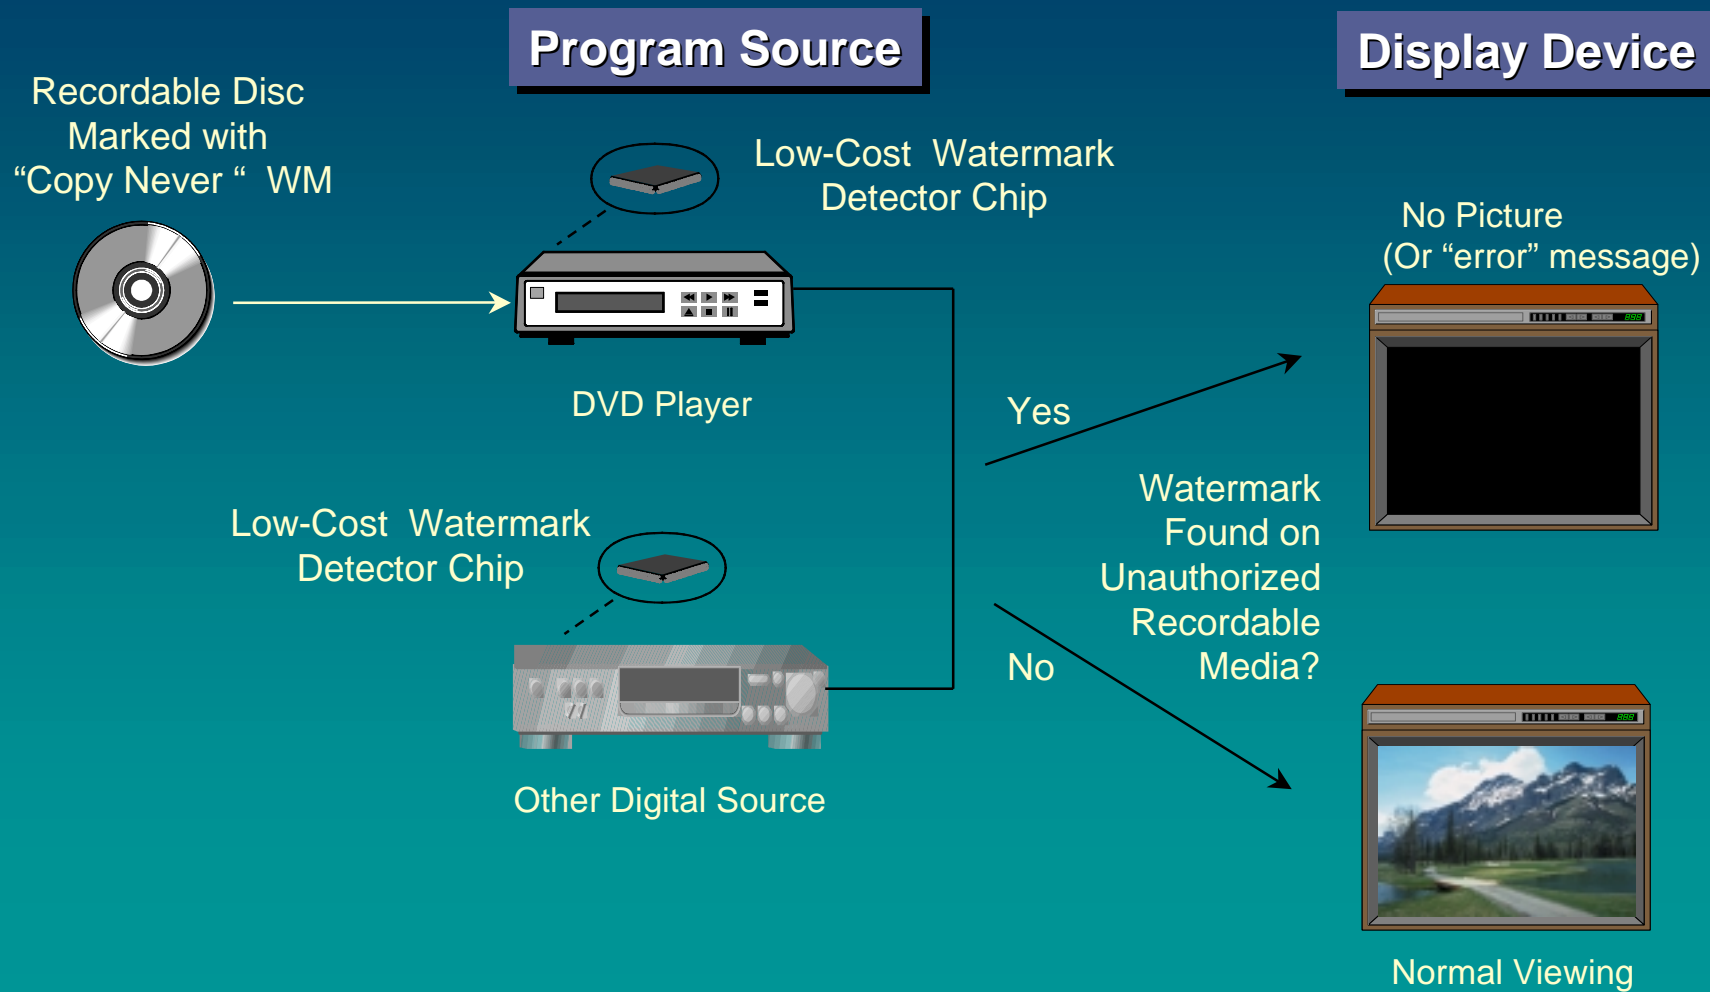 Program Source
Display Device
Recordable Disc
Marked with
“Copy Never “ WM
Low-Cost Watermark
Detector Chip
No Picture
(Or “error” message)
DVD Player
Yes
Watermark
Found on
Unauthorized
Recordable
Media?
Low-Cost Watermark
Detector Chip
No
Other Digital Source
Normal Viewing